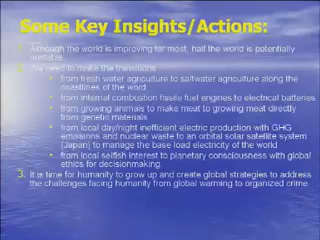 Some Key Insights/Actions:
1. Although the world is improving for most, half the world is potentially
unstable.
2. We need to make the transitions
• from fresh water agriculture to saltwater agriculture along the
coastlines of the word
• from internal combustion fissile fuel engines to electrical batteries
• from growing animals to make meat to growing meat directly
from genetic materials
• from local day/night inefficient electric production with GHG
emissions and nuclear waste to an orbital solar satellite system
(Japan) to manage the base load electricity of the world
• from local selfish interest to planetary consciousness with global
ethics for decisionmaking.
3. It is time for humanity to grow up and create global strategies to address
the challenges facing humanity from global warming to organized crime.